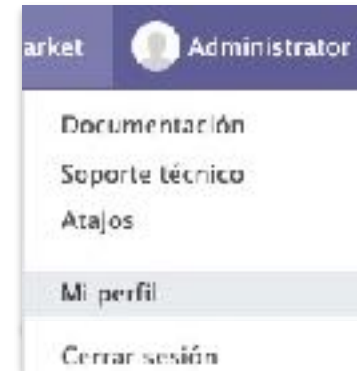 arket Administrator
Documentación
Soporte técnico
Atajos
Mi perfil
Cerrar sesión